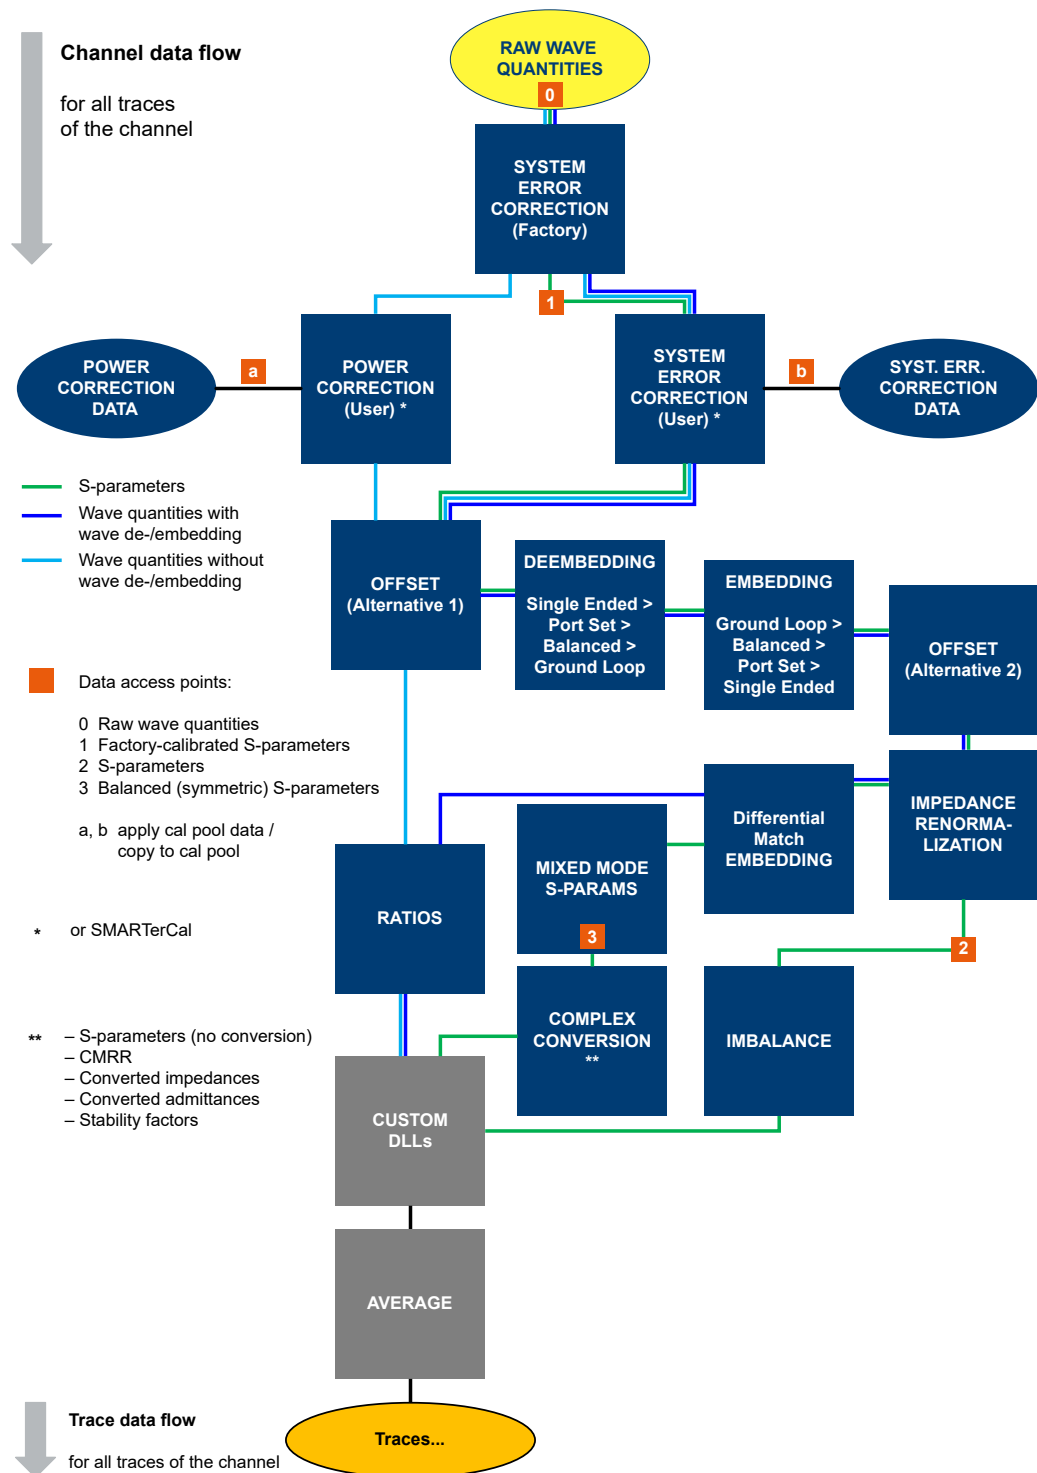 Channel data flow
for all traces
of the channel
RAW WAVE
QUANTITIES
0
SYSTEM
ERROR
CORRECTION
(Factory)
1
POWER
CORRECTION
DATA
a
POWER
CORRECTION
(User) *
SYSTEM
ERROR
CORRECTION
(User) *
b
SYST. ERR.
CORRECTION
DATA
S-parameters
Wave quantities with
wave de-/embedding
Wave quantities without
wave de-/embedding
OFFSET
(Alternative 1)
DEEMBEDDING
Single Ended >
Port Set >
Balanced >
Ground Loop
EMBEDDING
Ground Loop >
Balanced >
Port Set >
Single Ended
OFFSET
(Alternative 2)
Data access points:
0 Raw wave quantities
1 Factory-calibrated S-parameters
2 S-parameters
3 Balanced (symmetric) S-parameters
a, b apply cal pool data /
copy to cal pool
IMPEDANCE
RENORMA-
LIZATION
Differential
Match
EMBEDDING
MIXED MODE
S-PARAMS
3
RATIOS
2
* or SMARTerCal
** – S-parameters (no conversion)
– CMRR
– Converted impedances
– Converted admittances
– Stability factors
COMPLEX
CONVERSION
**
IMBALANCE
CUSTOM
DLLs
AVERAGE
Trace data flow
for all traces of the channel
Traces...